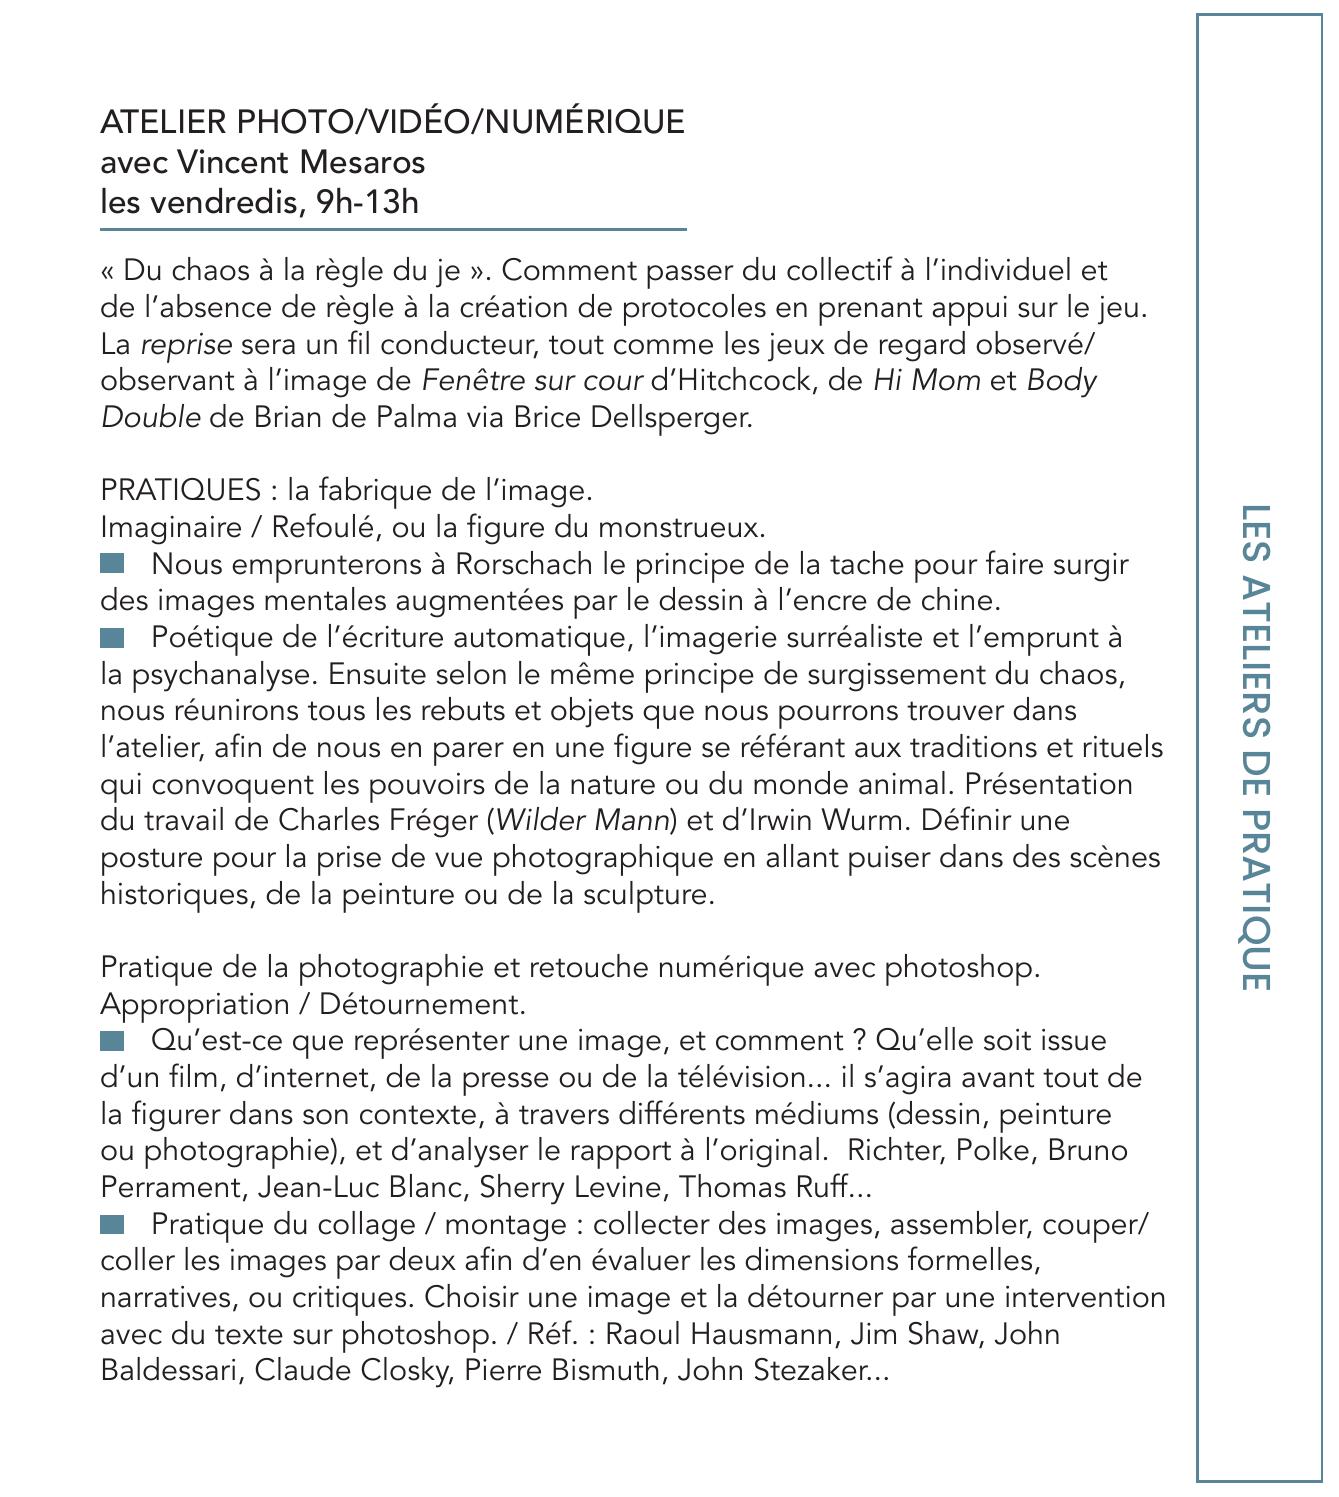 ATELIER PHOTO/VIDÉO/NUMÉRIQUE
avec Vincent Mesaros
les vendredis, 9h-13h
« Du chaos à la règle du je ». Comment passer du collectif à l’individuel et
de l’absence de règle à la création de protocoles en prenant appui sur le jeu.
La reprise sera un fil conducteur, tout comme les jeux de regard observé/
observant à l’image de Fenêtre sur cour d’Hitchcock, de Hi Mom et Body
Double de Brian de Palma via Brice Dellsperger.
PRATIQUES : la fabrique de l’image.
Imaginaire / Refoulé, ou la figure du monstrueux.
Nous emprunterons à Rorschach le principe de la tache pour faire surgir
des images mentales augmentées par le dessin à l’encre de chine.
Poétique de l’écriture automatique, l’imagerie surréaliste et l’emprunt à
la psychanalyse. Ensuite selon le même principe de surgissement du chaos,
nous réunirons tous les rebuts et objets que nous pourrons trouver dans
l’atelier, afin de nous en parer en une figure se référant aux traditions et rituels
qui convoquent les pouvoirs de la nature ou du monde animal. Présentation
du travail de Charles Fréger (Wilder Mann) et d’Irwin Wurm. Définir une
posture pour la prise de vue photographique en allant puiser dans des scènes
historiques, de la peinture ou de la sculpture.
Pratique de la photographie et retouche numérique avec photoshop.
Appropriation / Détournement.
Qu’est-ce que représenter une image, et comment ? Qu’elle soit issue
d’un film, d’internet, de la presse ou de la télévision... il s’agira avant tout de
la figurer dans son contexte, à travers différents médiums (dessin, peinture
ou photographie), et d’analyser le rapport à l’original.  Richter, Polke, Bruno
Perrament, Jean-Luc Blanc, Sherry Levine, Thomas Ruff...
Pratique du collage / montage : collecter des images, assembler, couper/
coller les images par deux afin d’en évaluer les dimensions formelles,
narratives, ou critiques. Choisir une image et la détourner par une intervention
avec du texte sur photoshop. / Réf. : Raoul Hausmann, Jim Shaw, John
Baldessari, Claude Closky, Pierre Bismuth, John Stezaker...
LES ATELIERS DE PRATIQUE